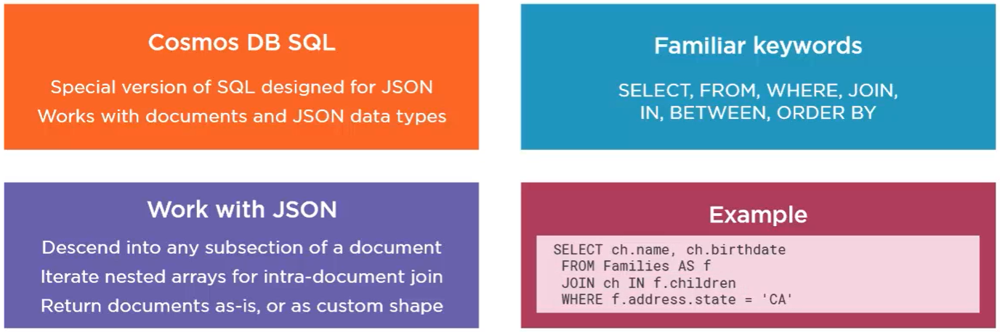 Cosmos DB SQL
Special version of SQL designed for JSON
Works with documents and JSON data types
Familiar keywords
SELECT, FROM, WHERE, JOIN,
IN, BETWEEN, ORDER BY
Work with JSON
Descend into any subsection of a document
Iterate nested arrays for intra-document join
Return documents as-is, or as custom shape
Example
SELECT ch.name, ch.birthdate
FROM Families AS f
JOIN ch IN f.children
WHERE f.address.state = 'CA'